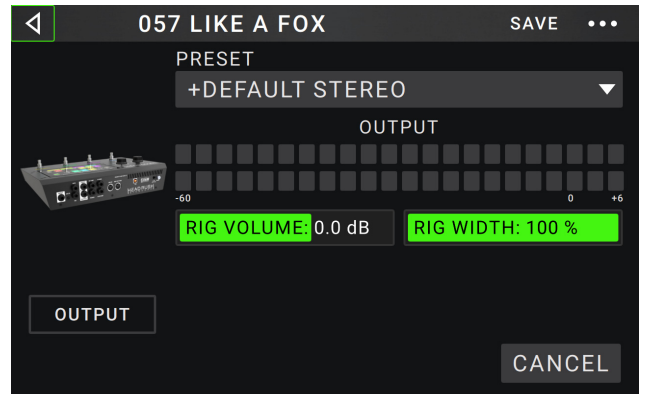 057 LIKE A FOX
SAVE
PRESET
+DEFAULT STEREO
OUTPUT
-60 0 +6
RIG VOLUME: 0.0 dB
RIG WIDTH: 100 %
OUTPUT
CANCEL